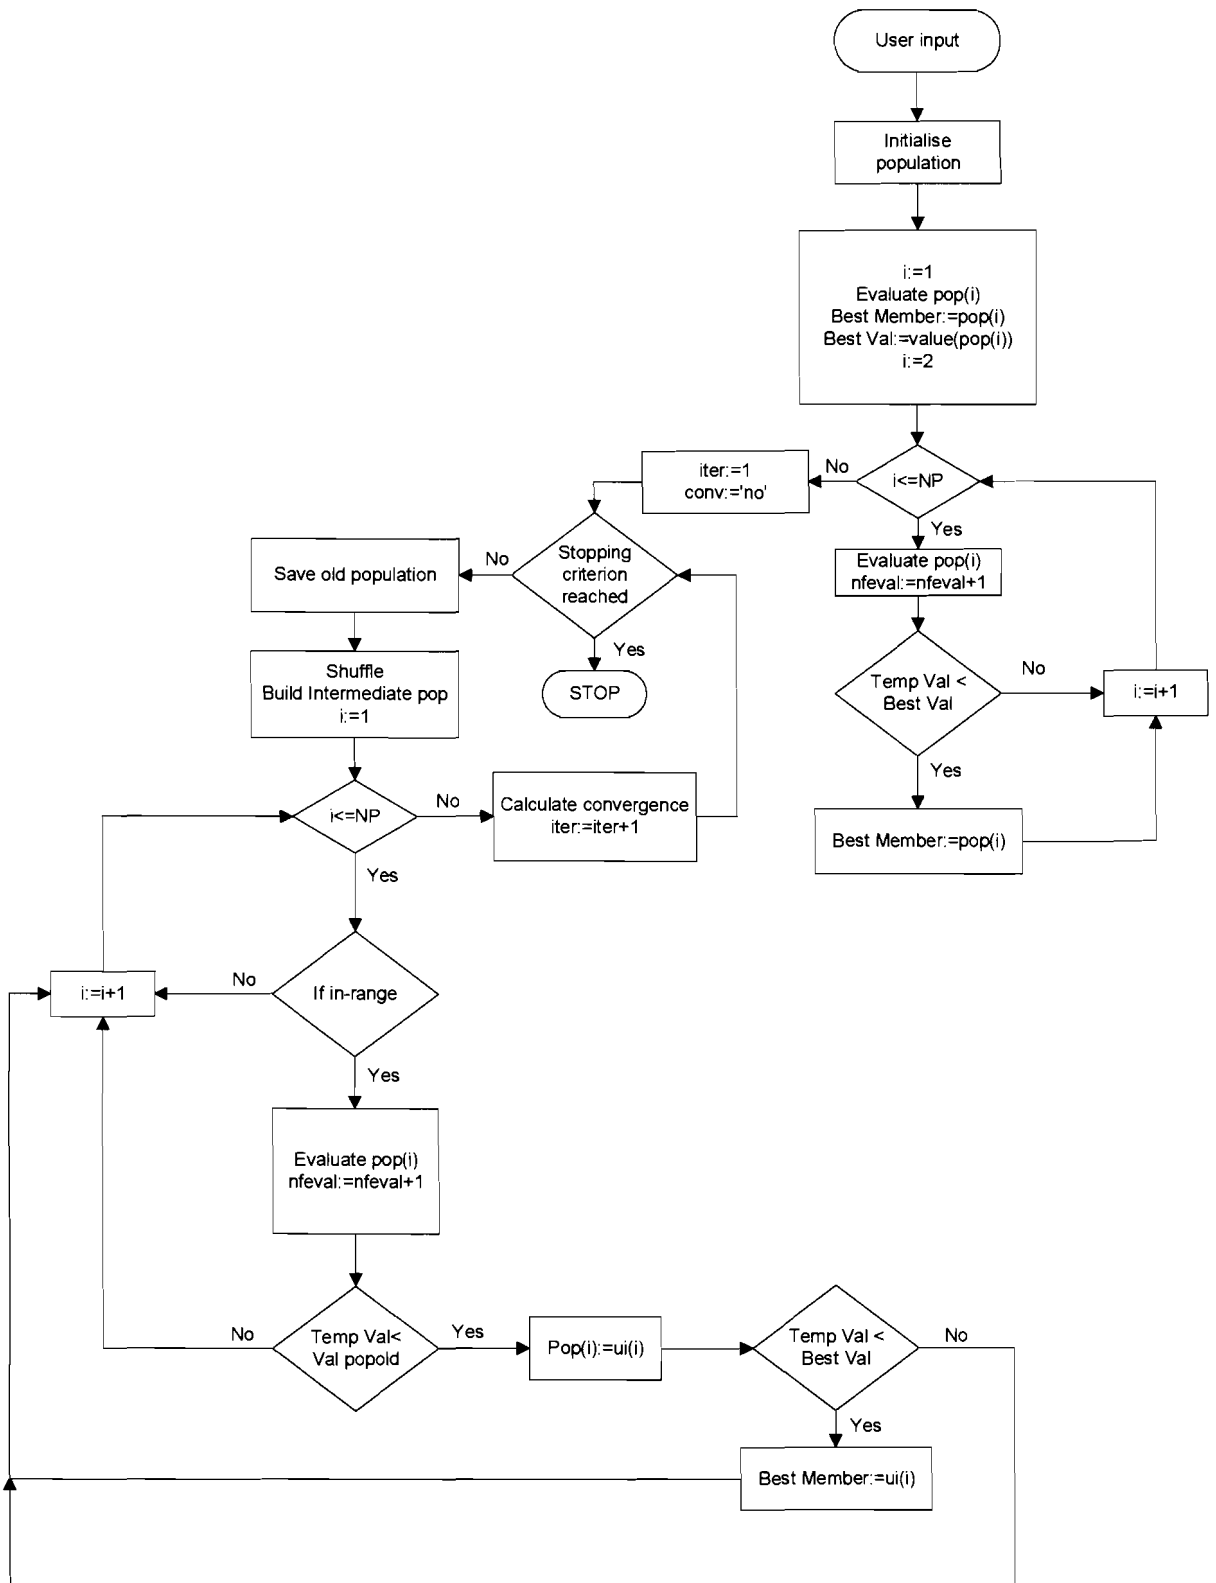 User input
Initialise
population
i:=1
Evaluate pop(i)
Best Member:=pop(i)
Best Val:=value(pop(i))
i:=2
i<=NP
No
Yes
iter:=1
conv:='no'
Evaluate pop(i)
nfeval:=nfeval+1
Temp Val <
Best Val
No
Yes
i:=i+1
Best Member:=pop(i)
Stopping
criterion
reached
No
Yes
STOP
Save old population
Shuffle
Build Intermediate pop
i:=1
i<=NP
No
Yes
Calculate convergence
iter:=iter+1
If in-range
No
Yes
i:=i+1
Evaluate pop(i)
nfeval:=nfeval+1
Temp Val<
Val popold
No
Yes
Pop(i):=ui(i)
Temp Val <
Best Val
No
Yes
Best Member:=ui(i)